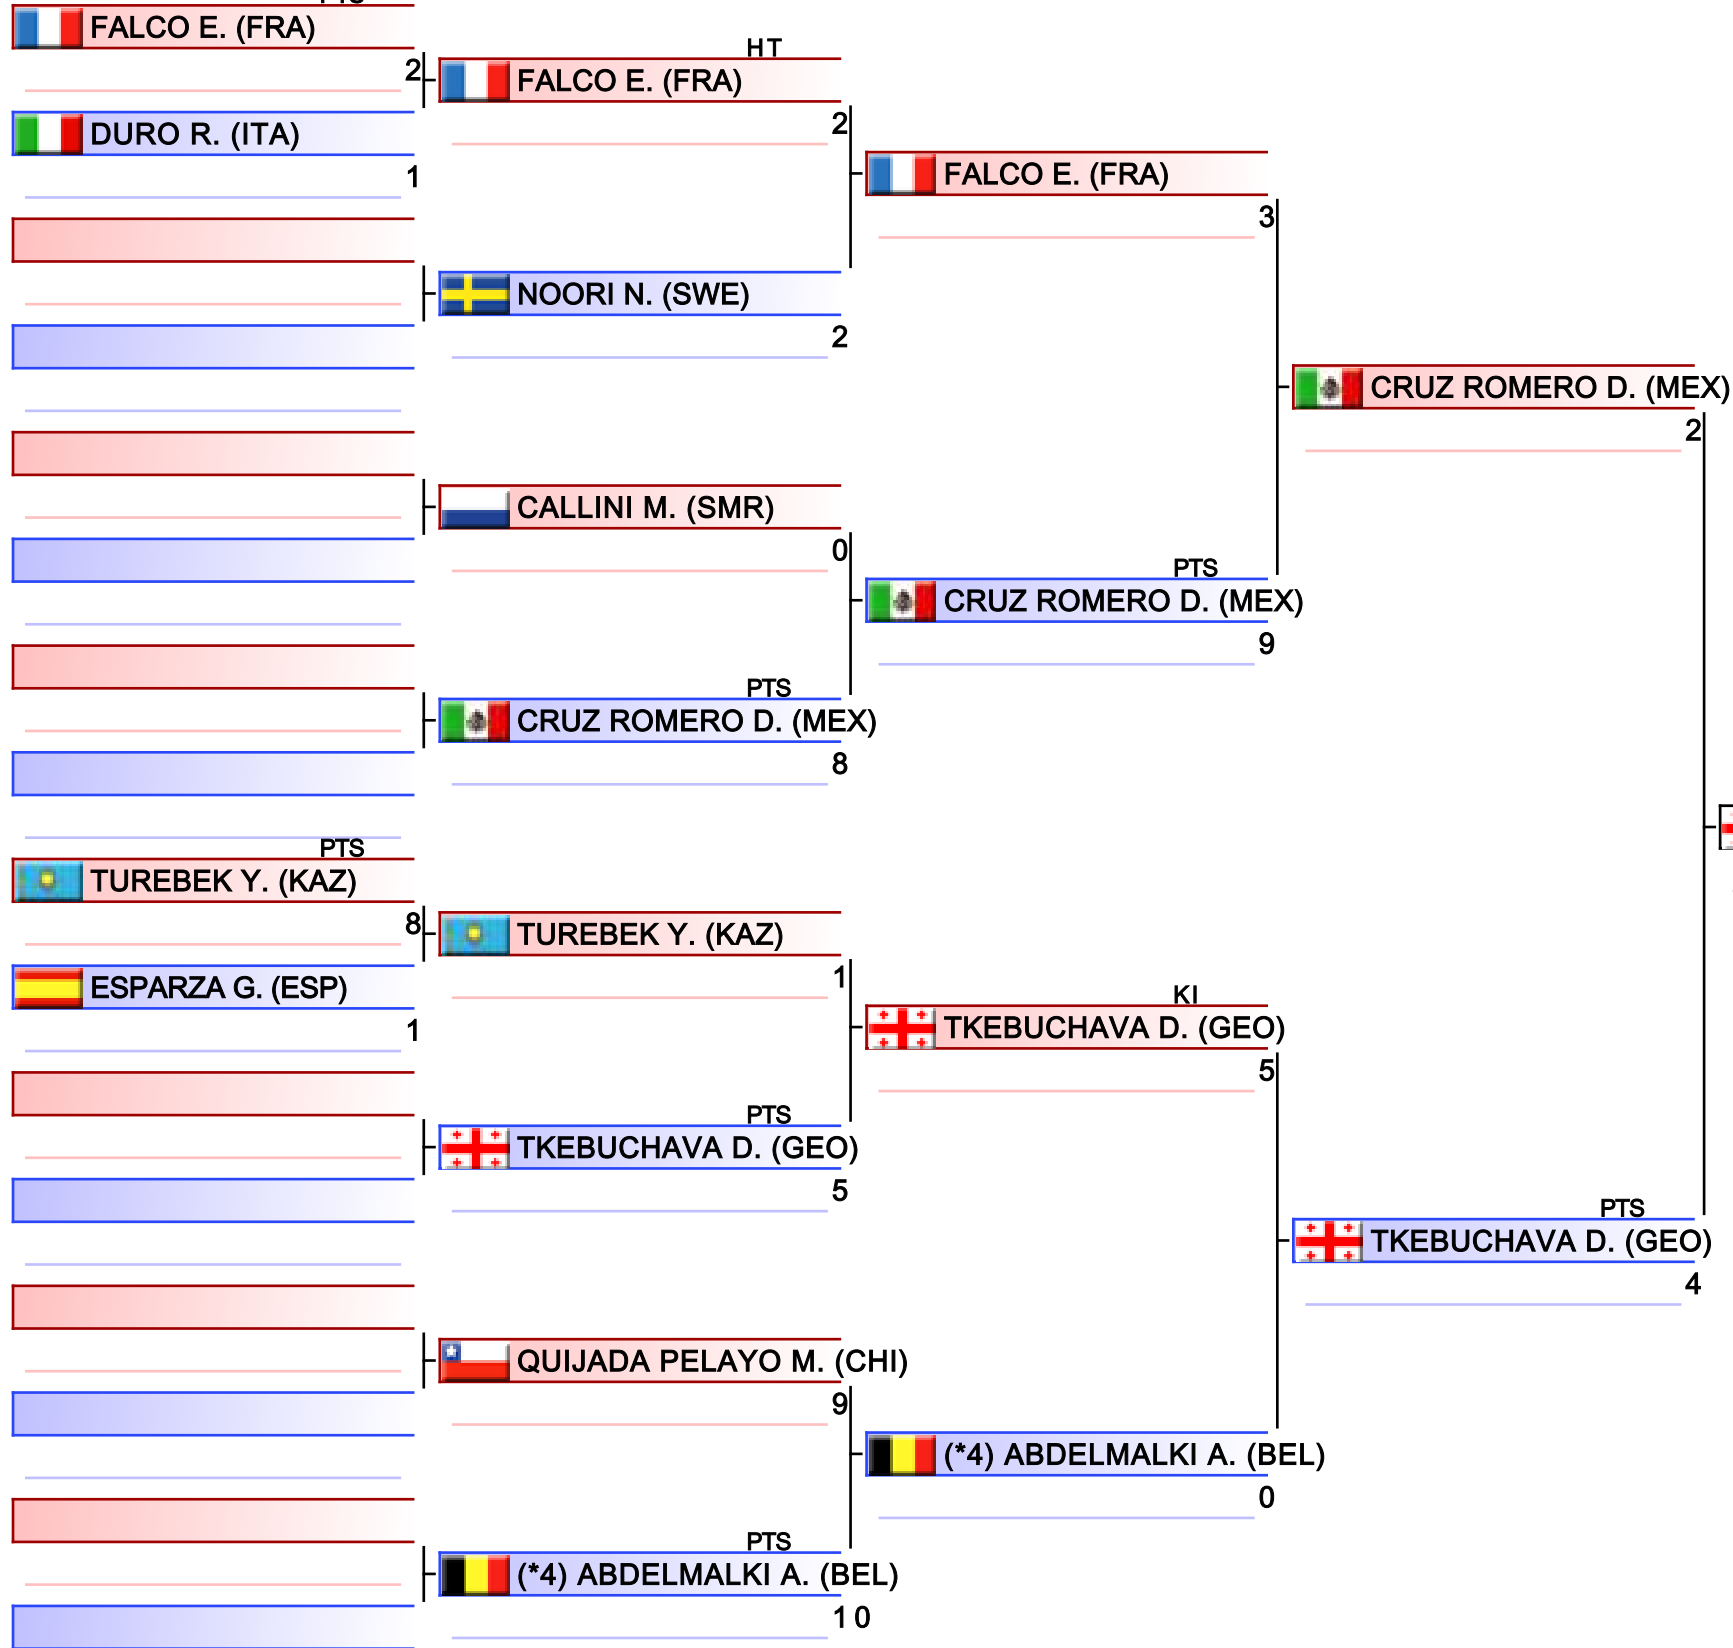 PTS
FALCO E. (FRA)
2
DURO R. (ITA)
1
PTS
TUREBEK Y. (KAZ)
8
ESPARZA G. (ESP)
1
HT
FALCO E. (FRA)
2
NOORI N. (SWE)
2
CALLINI M. (SMR)
0
PTS
CRUZ ROMERO D. (MEX)
8
TUREBEK Y. (KAZ)
1
PTS
TKEBUCHAVA D. (GEO)
5
QUIJADA PELAYO M. (CHI)
9
PTS
(*4) ABDELMALKI A. (BEL)
10
FALCO E. (FRA)
3
PTS
CRUZ ROMERO D. (MEX)
9
KI
TKEBUCHAVA D. (GEO)
5
(*4) ABDELMALKI A. (BEL)
0
CRUZ ROMERO D. (MEX)
2
PTS
TKEBUCHAVA D. (GEO)
4